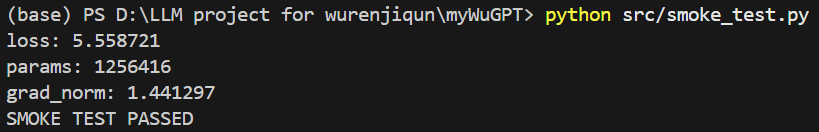 (base) PS D:\LLM project for wurenjiqun\myWuGPT> python src/smoke_test.py
loss: 5.558721
params: 1256416
grad_norm: 1.441297
SMOKE TEST PASSED